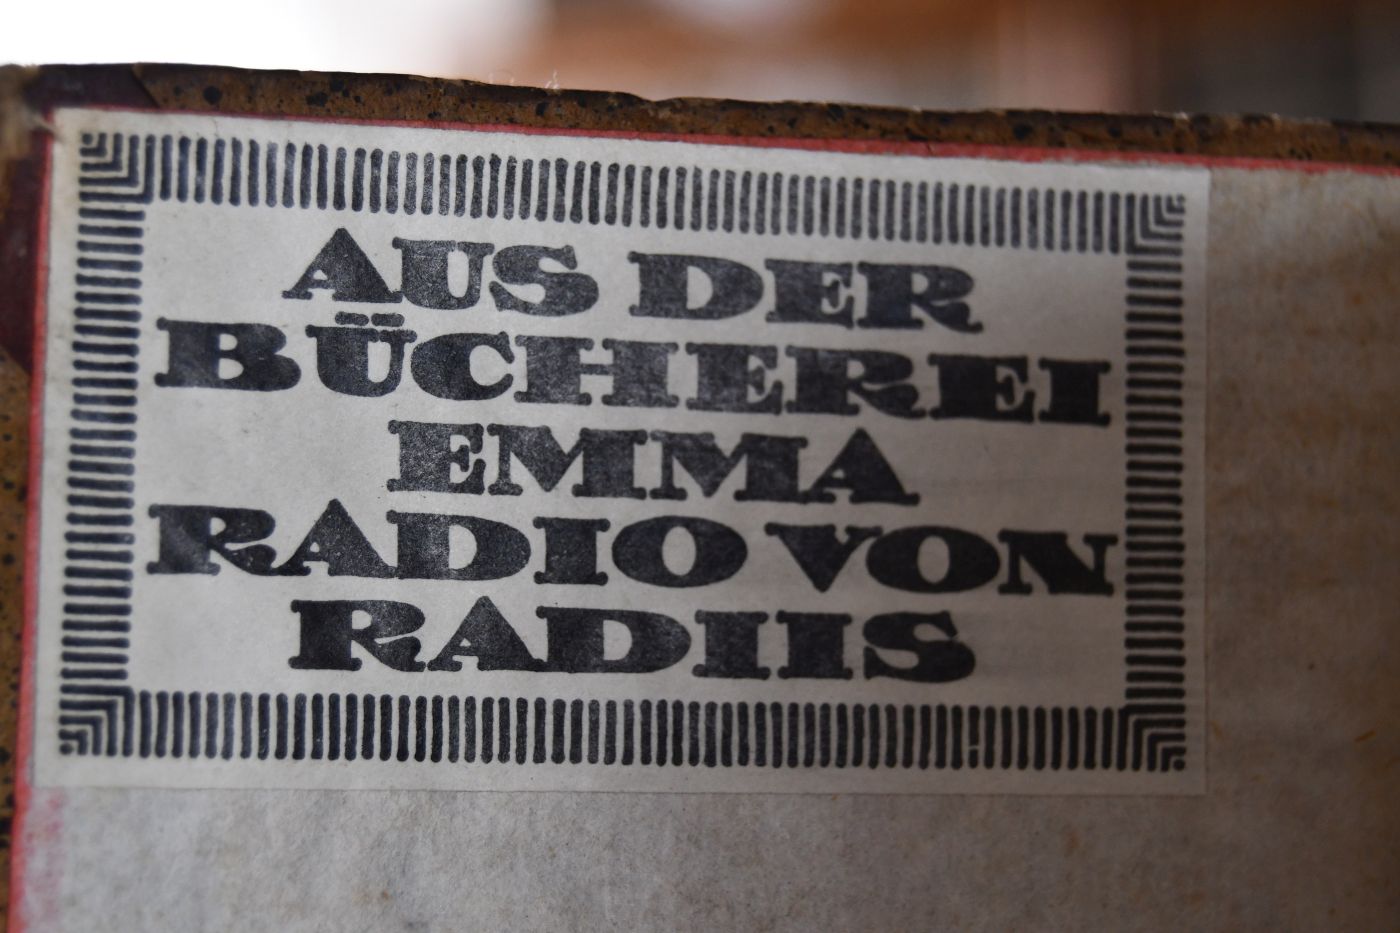 AUS DER
BÜCHEREI
EMMA
RADIO VON
RADIIS